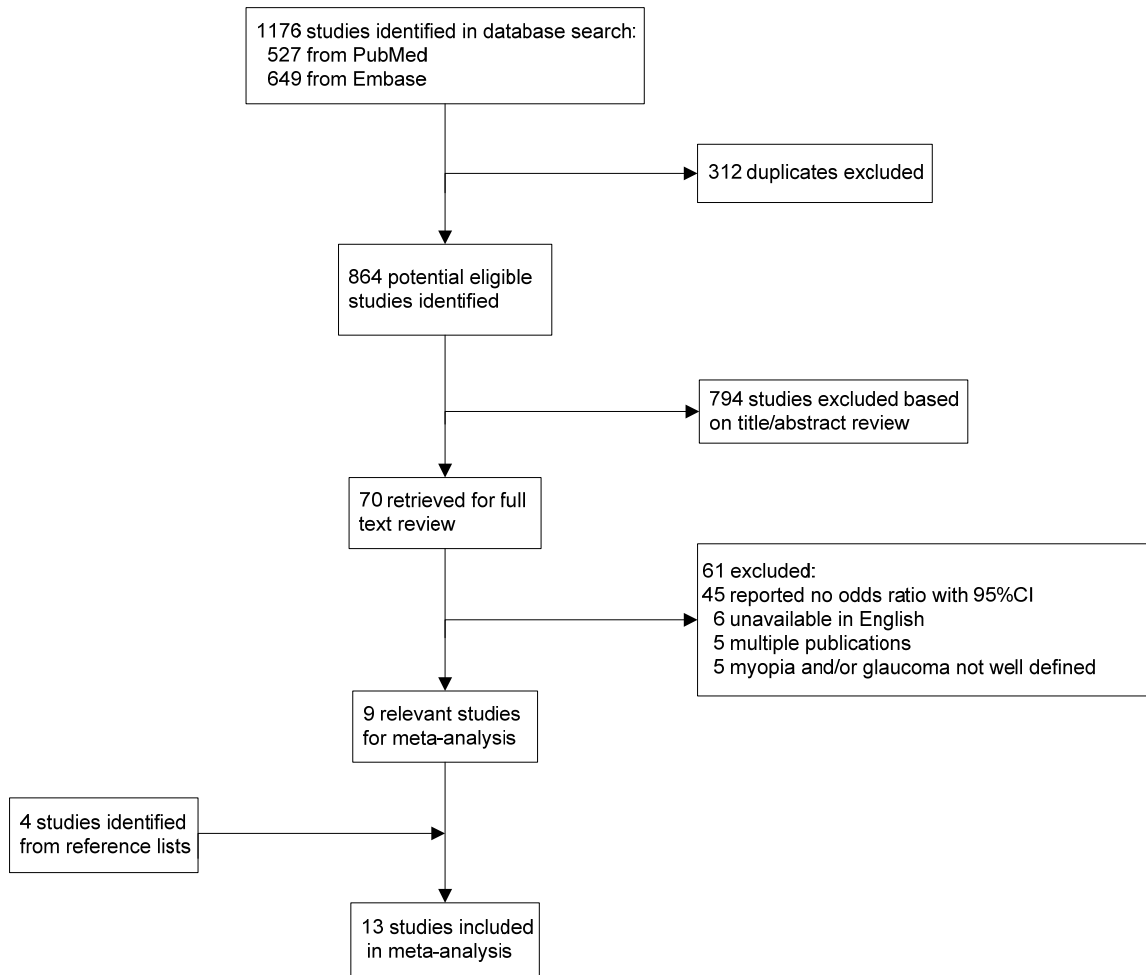 1176 studies identified in database search:
527 from PubMed
649 from Embase
312 duplicates excluded
864 potential eligible
studies identified
794 studies excluded based
on title/abstract review
70 retrieved for full
text review
61 excluded:
45 reported no odds ratio with 95%CI
6 unavailable in English
5 multiple publications
5 myopia and/or glaucoma not well defined
9 relevant studies
for meta-analysis
4 studies identified
from reference lists
13 studies included
in meta-analysis